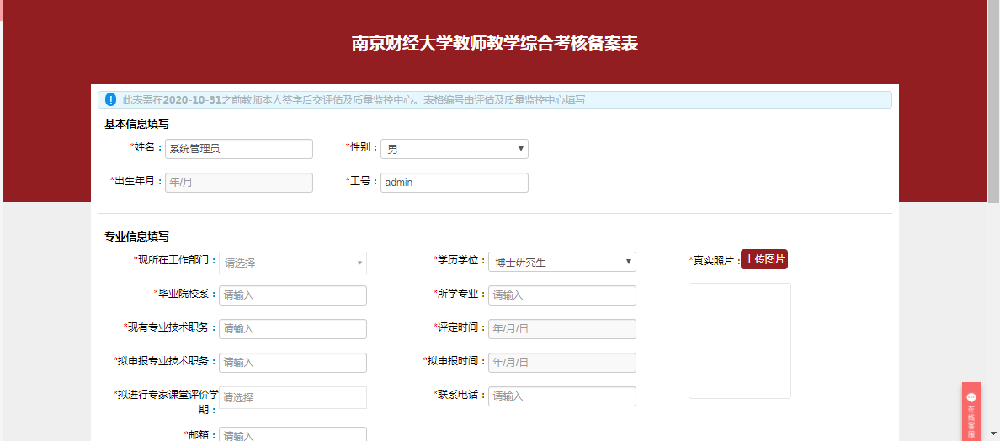 南京财经大学教师教学综合考核备案表
此表需在2020-10-31之前教师本人签字后交评估及质量监控中心。表格编号由评估及质量监控中心填写
基本信息填写
*姓名： 系统管理员 *性别： 男
*出生年月： 年/月 *工号： admin
专业信息填写
*现所在工作部门： 请选择 *学历学位： 博士研究生 *真实照片： 上传图片
*毕业院校系： 请输入 *所学专业： 请输入
*现有专业技术职务： 请输入 *评定时间： 年/月/日
*拟申报专业技术职务： 请输入 *拟申报时间： 年/月/日
*拟进行专家课堂评价学 请选择 *联系电话： 请输入
期：
*邮箱： 请输入
在线客服